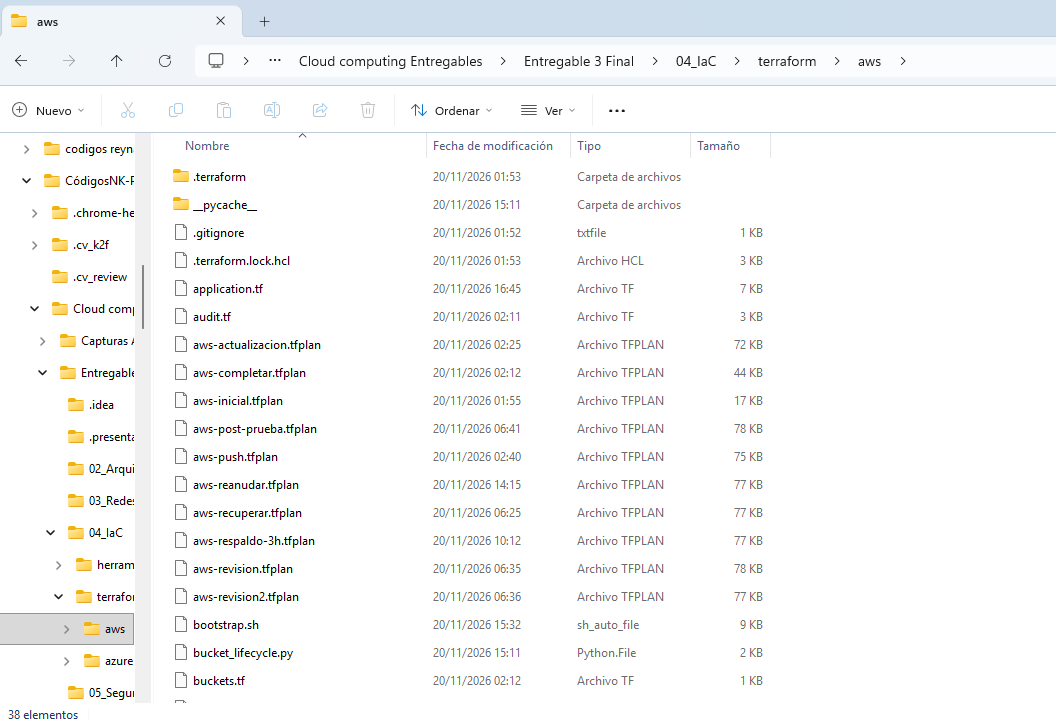 aws
Cloud computing Entregables > Entregable 3 Final > 04_IaC > terraform > aws >
Nuevo Ordenar Ver
codigos reyn
CódigosNK-F
.chrome-he
.cv_k2f
.cv_review
Cloud comp
Capturas A
Entregable
.idea
.presenta
02_Arqui
03_Redes
04_IaC
herram
terrafor
aws
azure
05_Segur
Nombre Fecha de modificación Tipo Tamaño
.terraform 20/11/2026 01:53 Carpeta de archivos
__pycache__ 20/11/2026 15:11 Carpeta de archivos
.gitignore 20/11/2026 01:52 txtfile 1 KB
.terraform.lock.hcl 20/11/2026 01:53 Archivo HCL 3 KB
application.tf 20/11/2026 16:45 Archivo TF 7 KB
audit.tf 20/11/2026 02:11 Archivo TF 3 KB
aws-actualizacion.tfplan 20/11/2026 02:25 Archivo TFPLAN 72 KB
aws-completar.tfplan 20/11/2026 02:12 Archivo TFPLAN 44 KB
aws-inicial.tfplan 20/11/2026 01:55 Archivo TFPLAN 17 KB
aws-post-prueba.tfplan 20/11/2026 06:41 Archivo TFPLAN 78 KB
aws-push.tfplan 20/11/2026 02:40 Archivo TFPLAN 75 KB
aws-reanudar.tfplan 20/11/2026 14:15 Archivo TFPLAN 77 KB
aws-recuperar.tfplan 20/11/2026 06:25 Archivo TFPLAN 77 KB
aws-respaldo-3h.tfplan 20/11/2026 10:12 Archivo TFPLAN 77 KB
aws-revision.tfplan 20/11/2026 06:35 Archivo TFPLAN 78 KB
aws-revision2.tfplan 20/11/2026 06:36 Archivo TFPLAN 77 KB
bootstrap.sh 20/11/2026 15:32 sh_auto_file 9 KB
bucket_lifecycle.py 20/11/2026 15:11 Python.File 2 KB
buckets.tf 20/11/2026 02:12 Archivo TF 1 KB
38 elementos